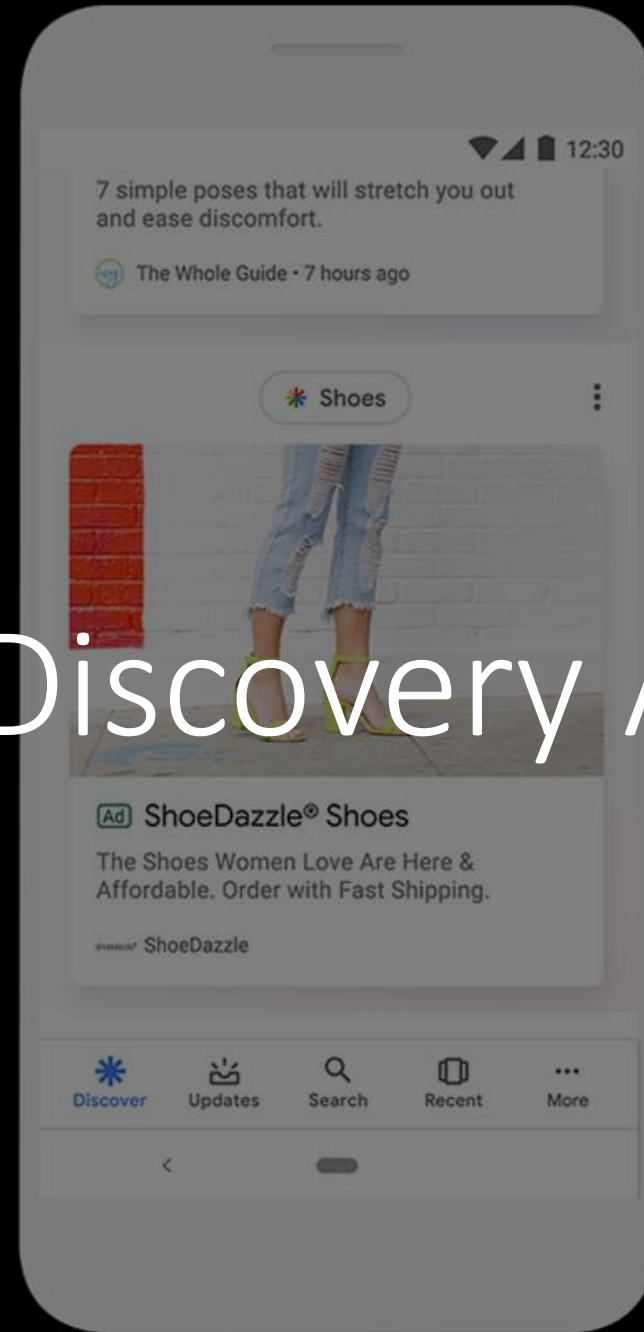 12:30
7 simple poses that will stretch you out
and ease discomfort.
The Whole Guide • 7 hours ago
Shoes
Discovery A
Ad ShoeDazzle® Shoes
The Shoes Women Love Are Here &
Affordable. Order with Fast Shipping.
ShoeDazzle
Discover Updates Search Recent More